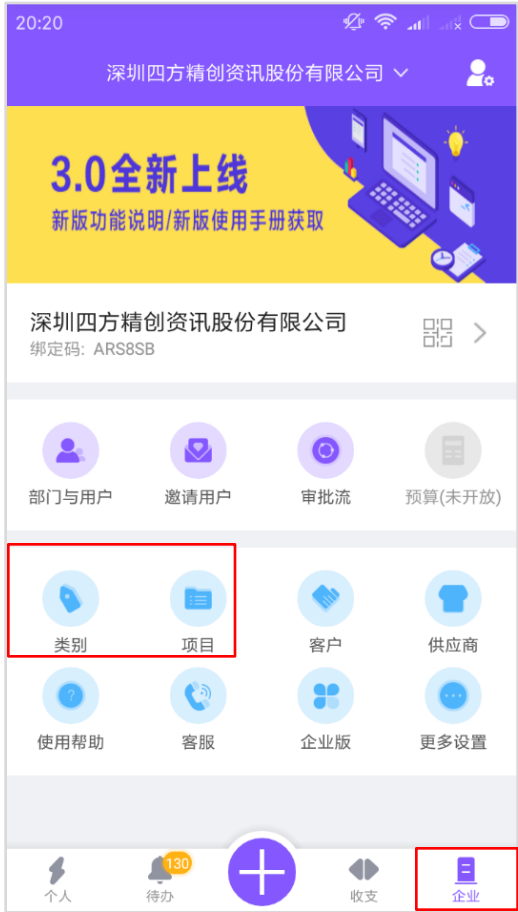 20:20
深圳四方精创资讯股份有限公司
3.0全新上线
新版功能说明/新版使用手册获取
深圳四方精创资讯股份有限公司
绑定码: ARS8SB
部门与用户 邀请用户 审批流 预算(未开放)
类别 项目 客户 供应商
使用帮助 客服 企业版 更多设置
130
个人 待办 收支 企业